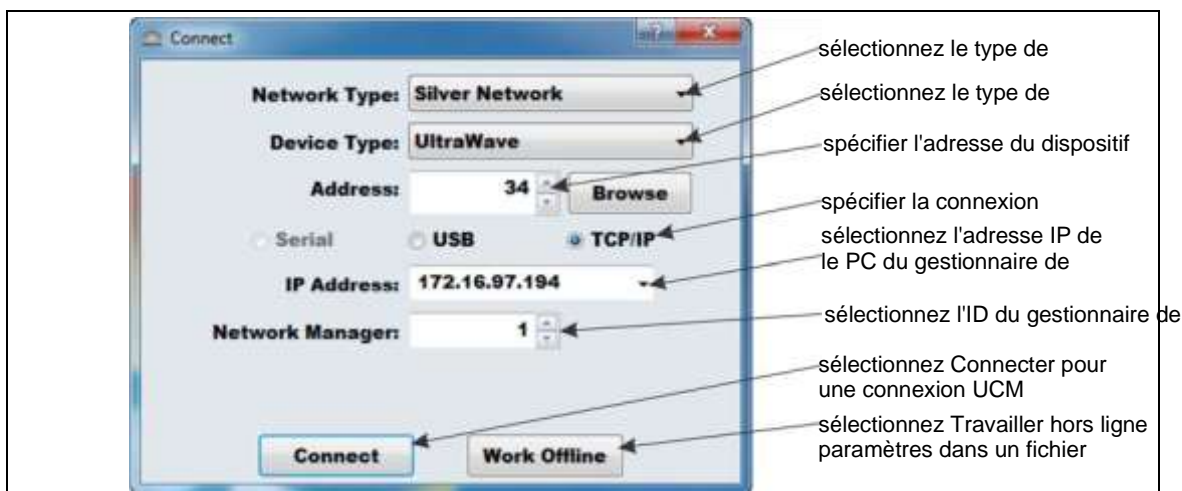 Connect
sélectionnez le type de
Network Type: Silver Network
sélectionnez le type de
Device Type: UltraWave
spécifier l'adresse du dispositif
Address: 34 Browse
spécifier la connexion
Serial USB TCP/IP
sélectionnez l'adresse IP de
le PC du gestionnaire de
IP Address: 172.16.97.194
sélectionnez l'ID du gestionnaire de
Network Manager: 1
sélectionnez Connecter pour
une connexion UCM
sélectionnez Travailler hors ligne
paramètres dans un fichier
Connect Work Offline